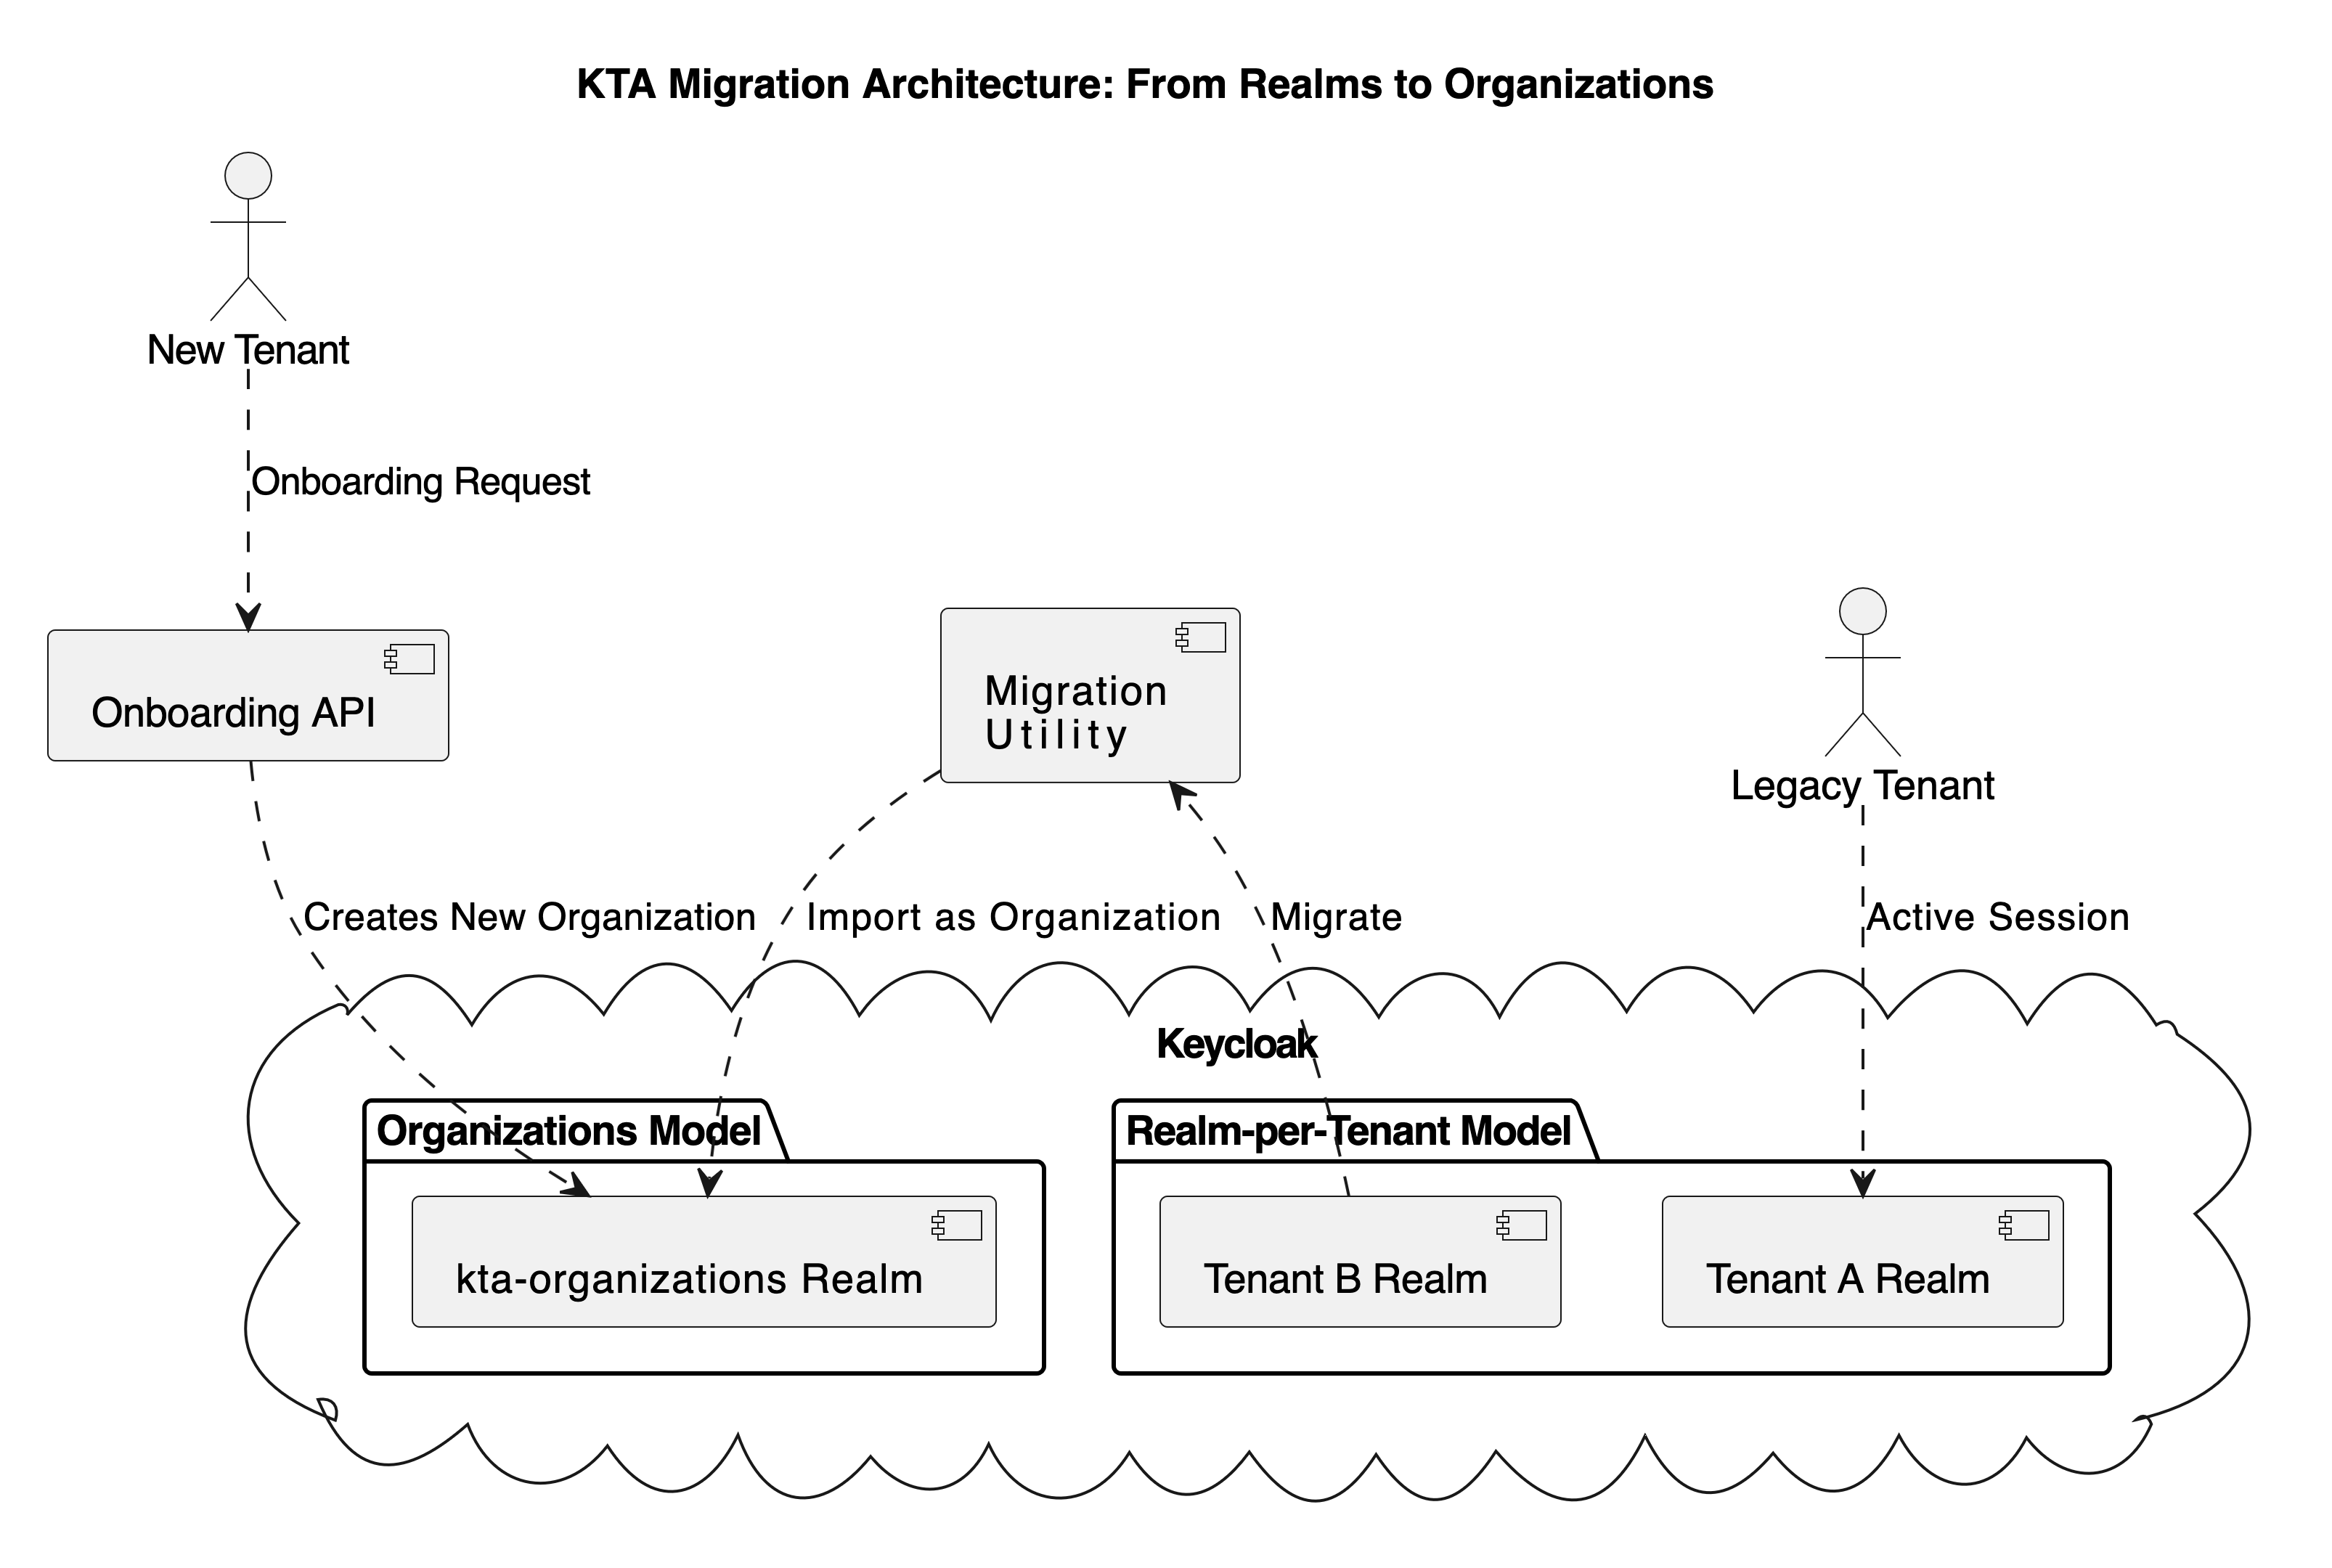 KTA Migration Architecture: From Realms to Organizations
New Tenant
Onboarding Request
Onboarding API
Migration
Utility
Legacy Tenant
Creates New Organization
Import as Organization
Migrate
Active Session
Keycloak
Organizations Model
Realm-per-Tenant Model
kta-organizations Realm
Tenant B Realm
Tenant A Realm